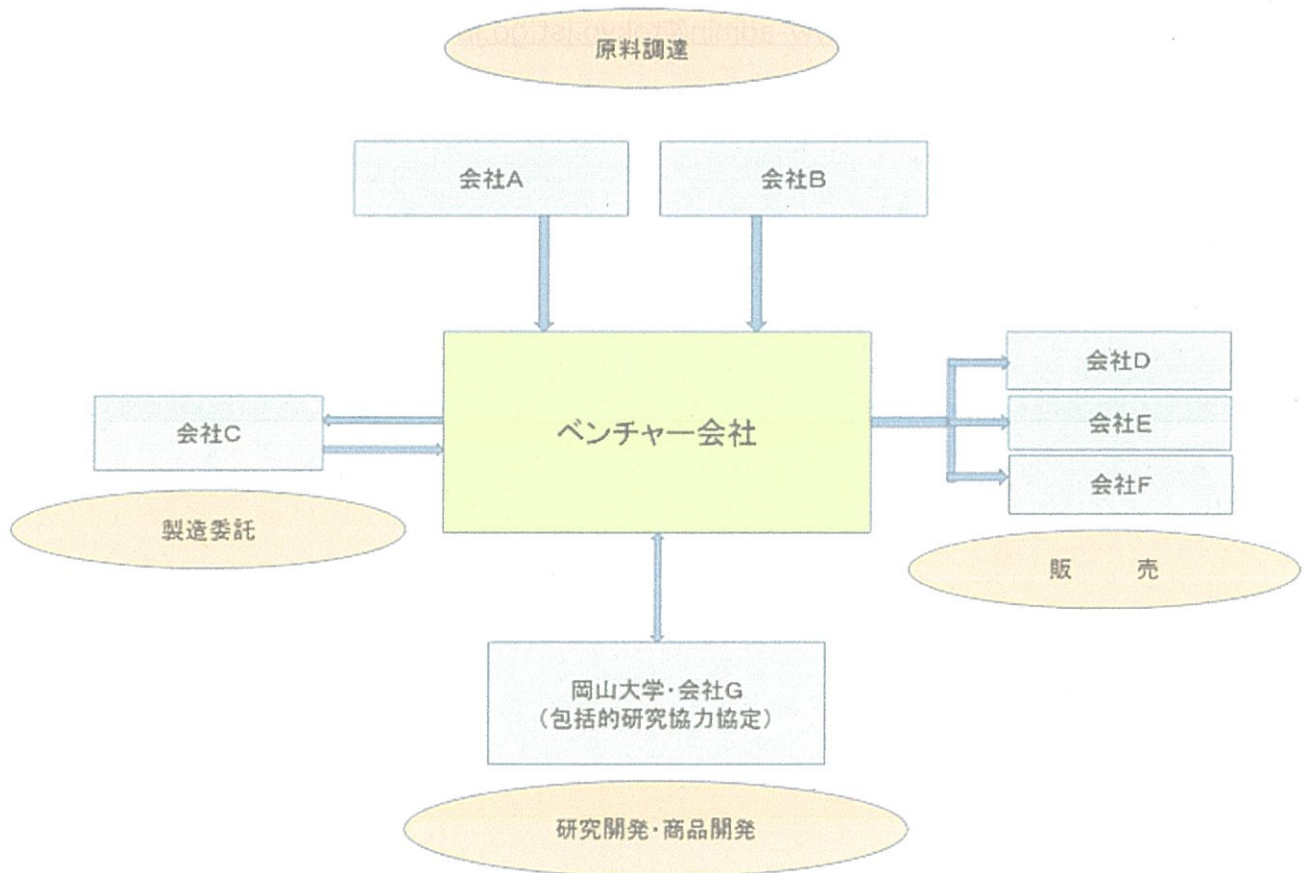 原料調達
会社A
会社B
会社D
会社C
ベンチャー会社
会社E
会社F
製造委託
販　売
岡山大学・会社G
（包括的研究協力協定）
研究開発・商品開発